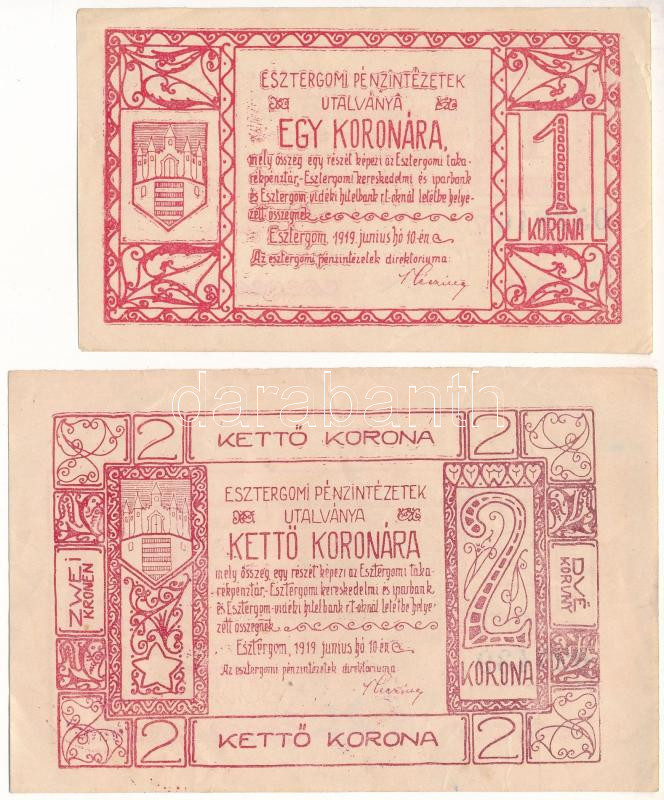 ESZTERGOMI PÉNZINTÉZETEK
UTALVÁNYA
EGY KORONÁRA,
mely összeg egy részét képezi az Esztergomi taka-
rékpénztár,-Esztergomi kereskedelmi és iparbank
és Esztergom-vidéki hitelbank rt.-oknál letétbe helye-
zett összegnek
Esztergom, 1919. junius hó 10-én
Az esztergomi pénzintézetek direktoriuma:
1
KORONA
darabanth
2 KETTŐ KORONA 2
ESZTERGOMI PÉNZINTÉZETEK
UTALVÁNYA
KETTŐ KORONÁRA
mely összeg egy részét képezi az Esztergomi taka-
rékpénztár,-Esztergomi kereskedelmi és iparbank
és Esztergom-vidéki hitelbank rt.-oknál letétbe helye-
zett összegnek
Esztergom, 1919 junius hó 10-én
Az esztergomi pénzintézetek direktoriuma
ZWEI
KRONEN
2
KORONA
DVÉ
KORUNY
2 KETTŐ KORONA 2